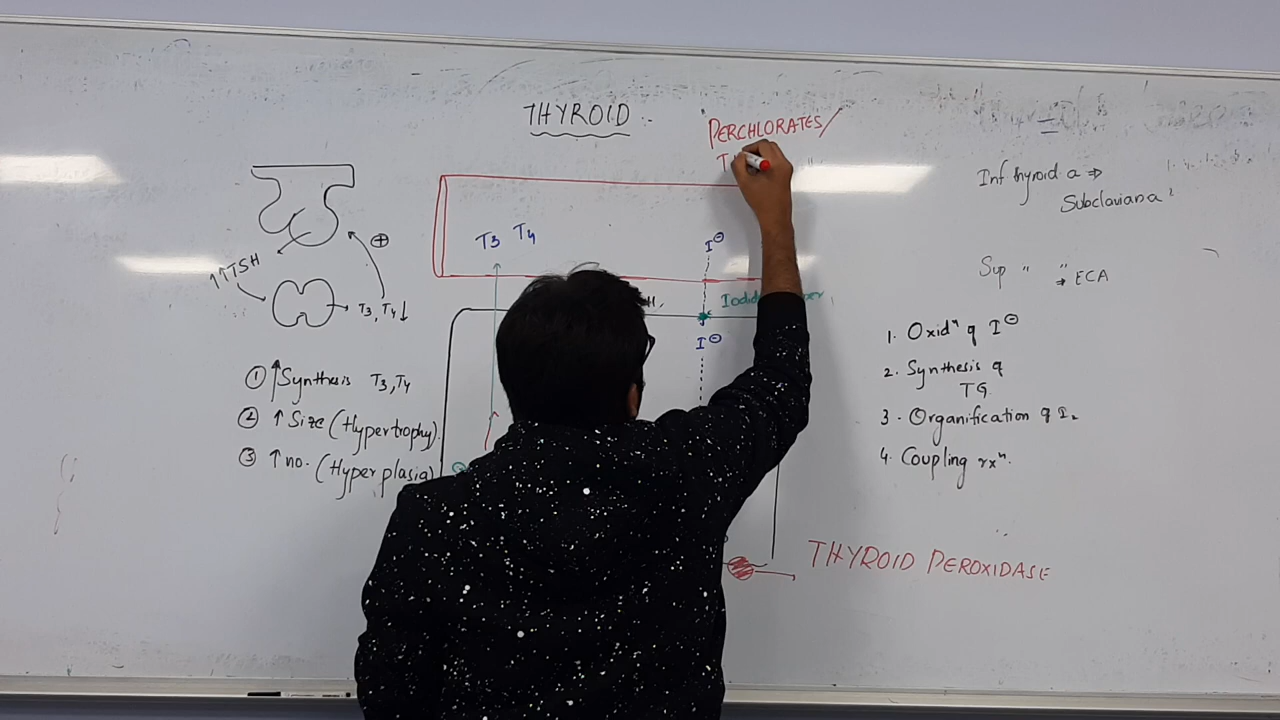 THYROID :-
PERCHLORATES/
T
Inf thyroid a ⇒
Subclavian a
Sup " "
→ ECA
T3 T4
I⊖
↑↑TSH
⊕
T3, T4↓
I⊖
① ↑Synthesis T3,T4
② ↑ Size (Hypertrophy).
③ ↑ no. (Hyperplasia)
1. Oxidⁿ of I⊖
2. Synthesis of
TG
3. Organification of I2
4. Coupling rxⁿ.
THYROID PEROXIDASE